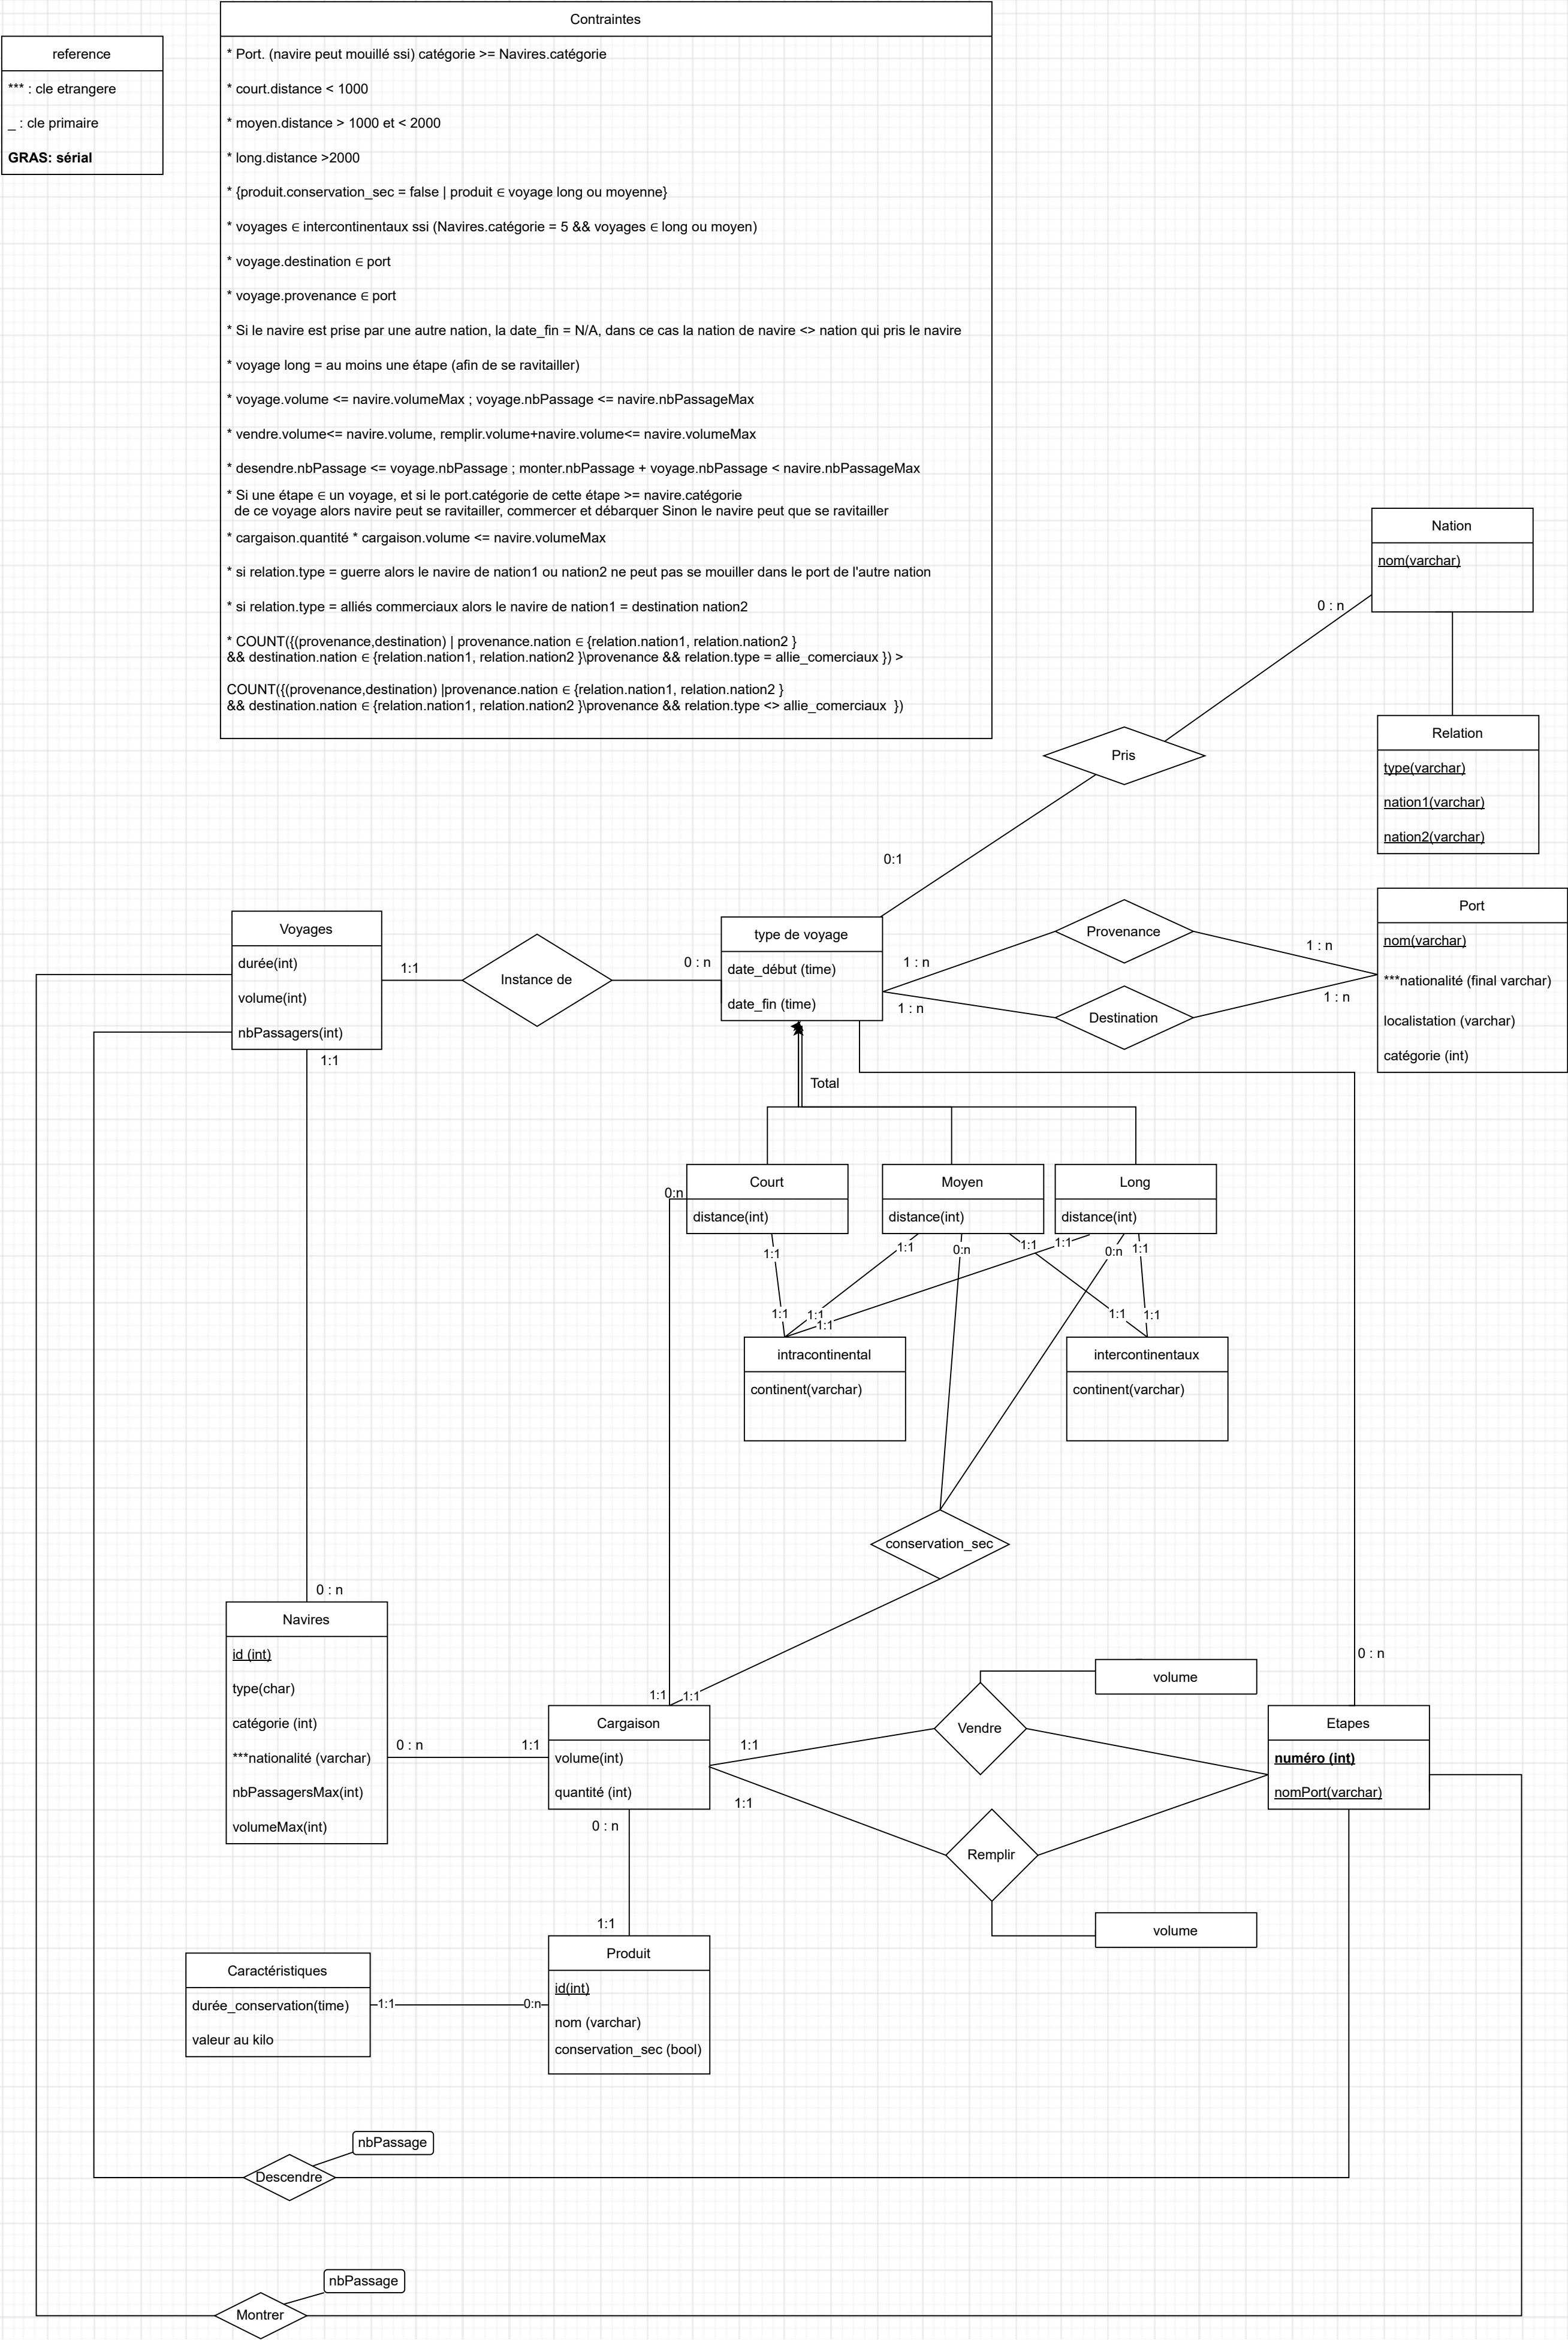 Contraintes
* Port. (navire peut mouillé ssi) catégorie >= Navires.catégorie
* court.distance < 1000
* moyen.distance > 1000 et < 2000
* long.distance >2000
* {produit.conservation_sec = false | produit ∈ voyage long ou moyenne}
* voyages ∈ intercontinentaux ssi (Navires.catégorie = 5 && voyages ∈ long ou moyen)
* voyage.destination ∈ port
* voyage.provenance ∈ port
* Si le navire est prise par une autre nation, la date_fin = N/A, dans ce cas la nation de navire <> nation qui pris le navire
* voyage long = au moins une étape (afin de se ravitailler)
* voyage.volume <= navire.volumeMax ; voyage.nbPassage <= navire.nbPassageMax
* vendre.volume<= navire.volume, remplir.volume+navire.volume<= navire.volumeMax
* desendre.nbPassage <= voyage.nbPassage ; monter.nbPassage + voyage.nbPassage < navire.nbPassageMax
* Si une étape ∈ un voyage, et si le port.catégorie de cette étape >= navire.catégorie
de ce voyage alors navire peut se ravitailler, commercer et débarquer Sinon le navire peut que se ravitailler
* cargaison.quantité * cargaison.volume <= navire.volumeMax
* si relation.type = guerre alors le navire de nation1 ou nation2 ne peut pas se mouiller dans le port de l'autre nation
* si relation.type = alliés commerciaux alors le navire de nation1 = destination nation2
* COUNT({(provenance,destination) | provenance.nation ∈ {relation.nation1, relation.nation2 }
&& destination.nation ∈ {relation.nation1, relation.nation2 }\provenance && relation.type = allie_comerciaux }) >
COUNT({(provenance,destination) |provenance.nation ∈ {relation.nation1, relation.nation2 }
&& destination.nation ∈ {relation.nation1, relation.nation2 }\provenance && relation.type <> allie_comerciaux  })
reference
*** : cle etrangere
_ : cle primaire
GRAS: sérial
Nation
nom(varchar)
0 : n
Pris
0:1
Relation
type(varchar)
nation1(varchar)
nation2(varchar)
Voyages
durée(int)
volume(int)
nbPassagers(int)
1:1
1:1
Instance de
0 : n
type de voyage
date_début (time)
date_fin (time)
1 : n
1 : n
Provenance
Destination
1 : n
1 : n
Port
nom(varchar)
***nationalité (final varchar)
localistation (varchar)
catégorie (int)
Total
0:n
Court
distance(int)
Moyen
distance(int)
Long
distance(int)
1:1
1:1
0:n
1:1
1:1
0:n
1:1
1:1
1:1
1:1
1:1
1:1
intracontinental
continent(varchar)
intercontinentaux
continent(varchar)
conservation_sec
0 : n
Navires
id (int)
type(char)
catégorie (int)
***nationalité (varchar)
nbPassagersMax(int)
volumeMax(int)
0 : n
1:1
1:1
1:1
Cargaison
volume(int)
quantité (int)
1:1
1:1
0 : n
Vendre
volume
Remplir
volume
0 : n
Etapes
numéro (int)
nomPort(varchar)
1:1
Produit
id(int)
nom (varchar)
conservation_sec (bool)
Caractéristiques
durée_conservation(time)
valeur au kilo
1:1
0:n
nbPassage
Descendre
nbPassage
Montrer